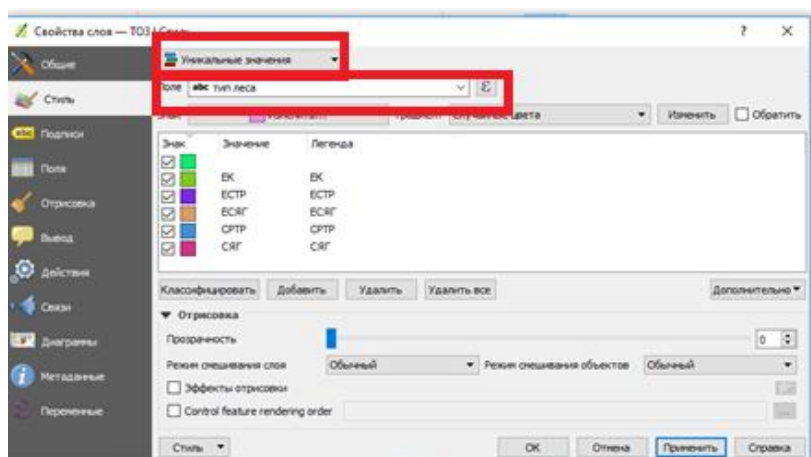 Свойства слоя — ТОЗ | Стиль
? ×
Общие
Уникальные значения
Поле abc тип леса ε
Стиль
Изменить Обратить
Подписи
Знак Значение Легенда
Поля
ЕК ЕК
ЕСТР ЕСТР
Отрисовка
ЕСЯГ ЕСЯГ
СРТР СРТР
Вывод
СЯГ СЯГ
Действия
Классифицировать Добавить Удалить Удалить все Дополнительно
Связи
Отрисовка
Диаграммы
Прозрачность 0
Метаданные
Режим смешивания слоя Обычный Режим смешивания объектов Обычный
Эффекты отрисовки
Переменные
Control feature rendering order ...
Стиль OK Отмена Применить Справка